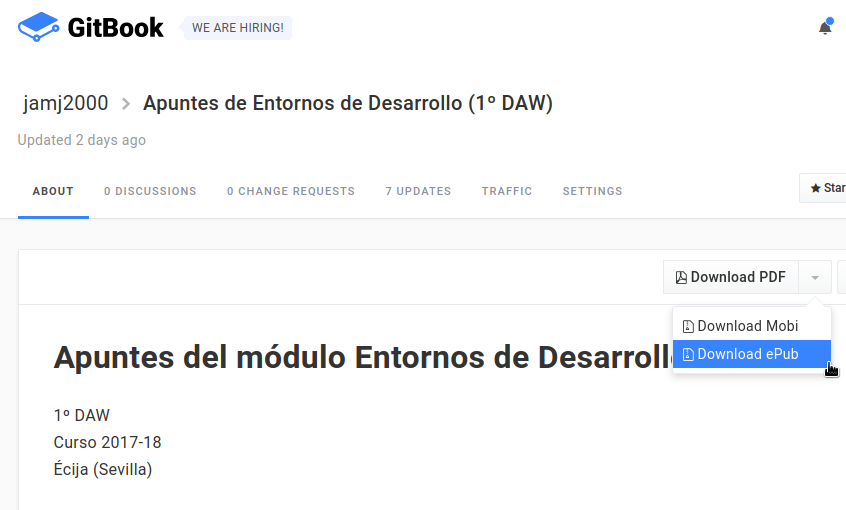 GitBook WE ARE HIRING!
jamj2000 > Apuntes de Entornos de Desarrollo (1º DAW)
Updated 2 days ago
ABOUT 0 DISCUSSIONS 0 CHANGE REQUESTS 7 UPDATES TRAFFIC SETTINGS Star
Download PDF
Download Mobi
Download ePub
Apuntes del módulo Entornos de Desarroll
1º DAW
Curso 2017-18
Écija (Sevilla)